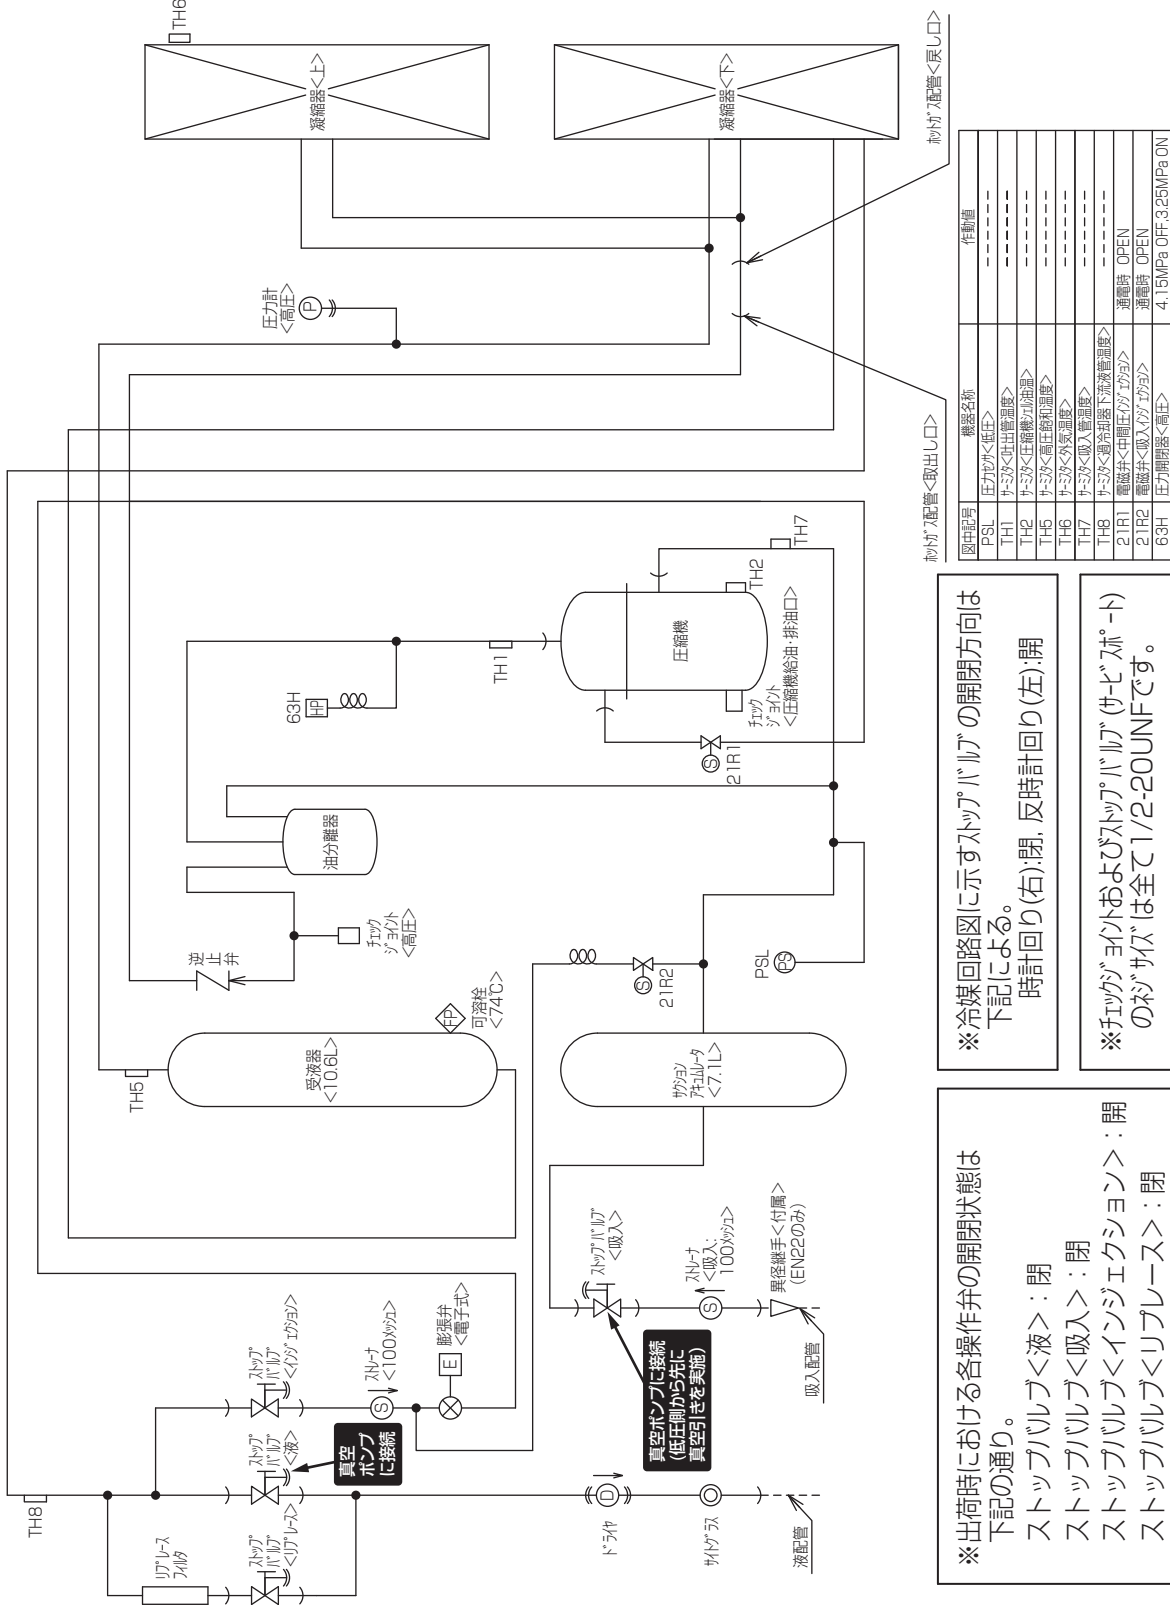 TH6
凝縮器<上>
凝縮器<下>
ホットガス配管<戻し口>
ホットガス配管<取出し口>
圧力計
<高圧>
P
63H
HP
TH1
圧縮機
TH2
TH7
チェック
ジョイント
<圧縮機給油・排油口>
S
21R1
油分離器
逆止弁
チェック
ジョイント
<高圧>
TH5
受液器
<10.6L>
FP
可溶栓
<74℃>
S
21R2
PSL
PS
サクション
アキュムレータ
<7.1L>
TH8
リプレース
フィルタ
ストップ
バルブ
<リプレース>
ストップ
バルブ
<液>
ストップ
バルブ
<インジェクション>
真空
ポンプ
に接続
ストレーナ
<100メッシュ>
S
膨張弁
<電子式>
E
ストップバルブ
<吸入>
真空ポンプに接続
(低圧側から先に
真空引きを実施)
ストレーナ
<吸入:
100メッシュ>
S
異径継手<付属>
(EN22のみ)
吸入配管
ドライヤ
D
サイトグラス
液配管
図中記号 機器名称 作動値
PSL 圧力センサ<低圧> ------
TH1 サーミスタ<吐出管温度> ------
TH2 サーミスタ<圧縮機シェル油温> ------
TH5 サーミスタ<高圧飽和温度> ------
TH6 サーミスタ<外気温度> ------
TH7 サーミスタ<吸入管温度> ------
TH8 サーミスタ<過冷却器下流液管温度> ------
21R1 電磁弁<中間圧インジェクション> 通電時 OPEN
21R2 電磁弁<吸入インジェクション> 通電時 OPEN
63H 圧力開閉器<高圧> 4.15MPa OFF,3.25MPa ON
※冷媒回路図に示すストップバルブの開閉方向は
下記による。
時計回り(右):閉, 反時計回り(左):開
※チェックジョイントおよびストップバルブ(サービスポート)
のネジサイズは全て1/2-20UNFです。
※出荷時における各操作弁の開閉状態は
下記の通り。
ストップバルブ<液>:閉
ストップバルブ<吸入>:閉
ストップバルブ<インジェクション>:開
ストップバルブ<リプレース>:閉